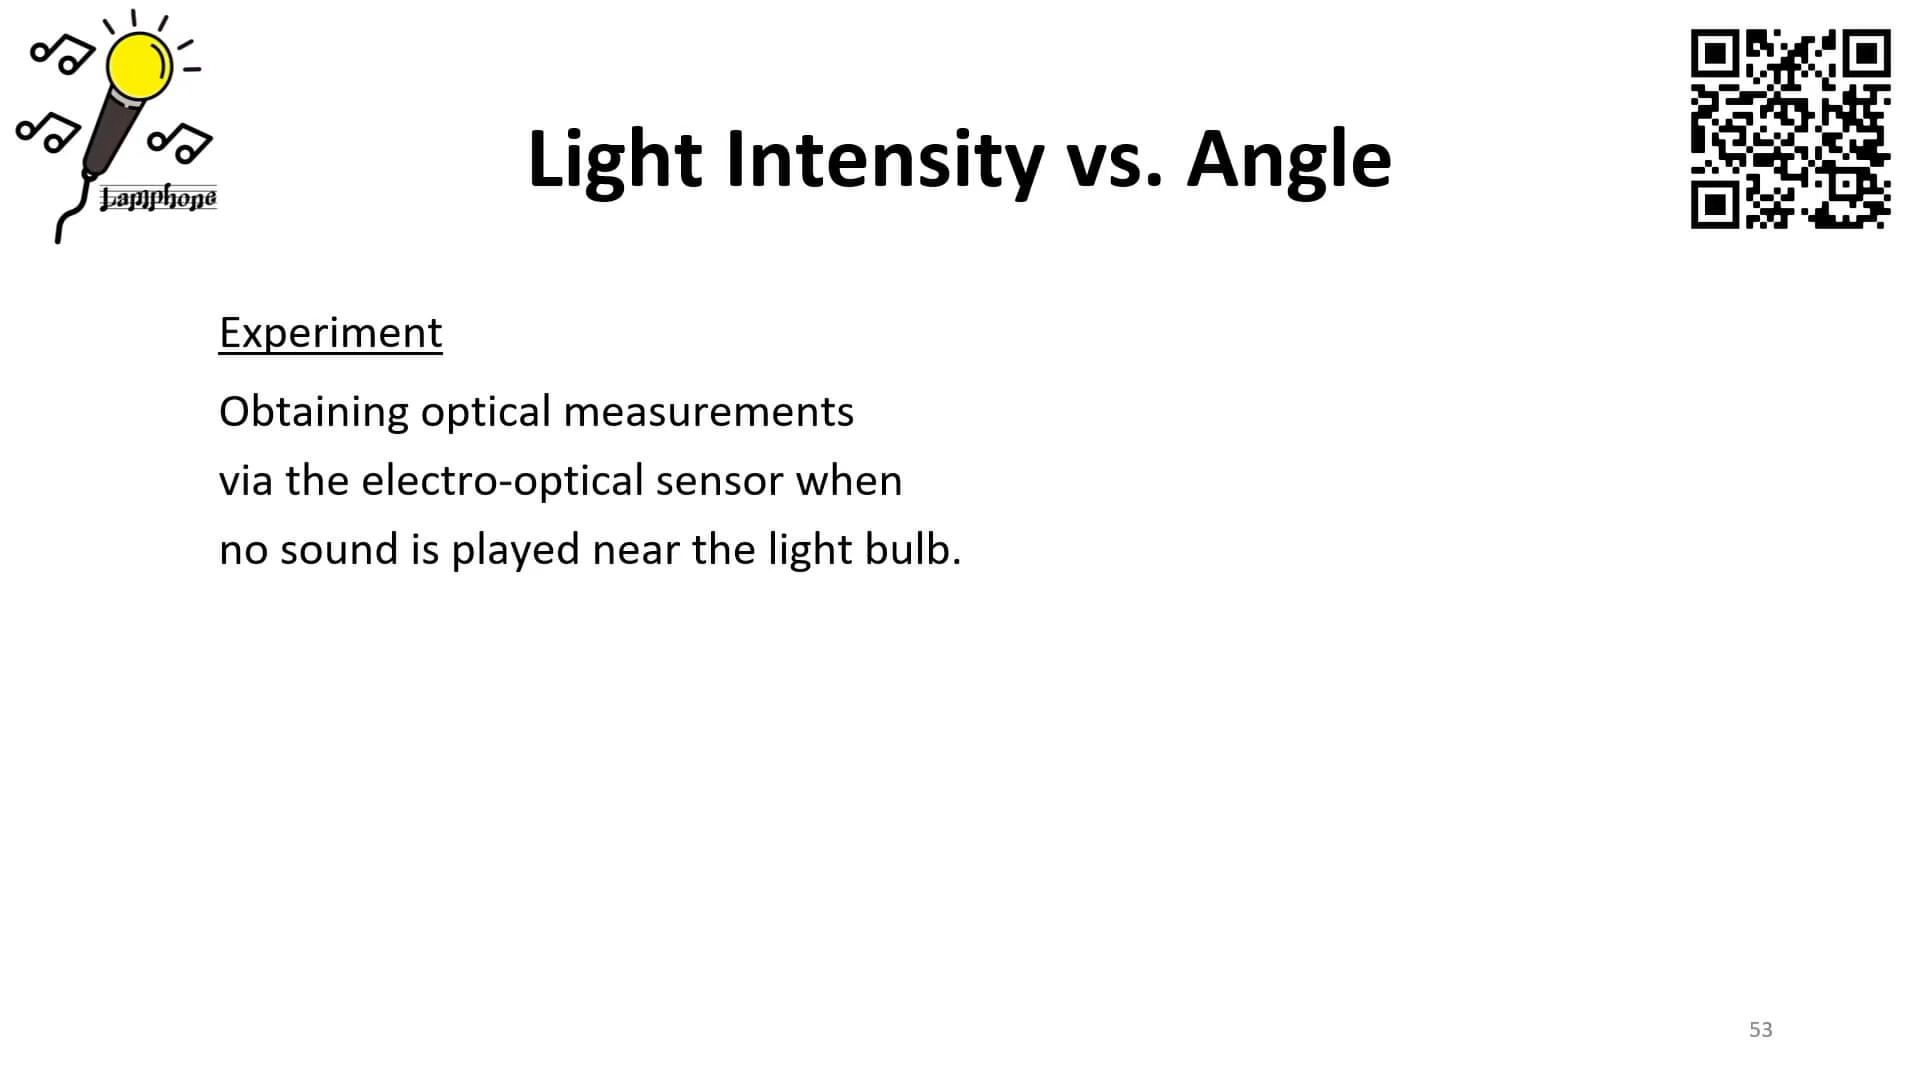 Lamphone
Light Intensity vs. Angle
Experiment
Obtaining optical measurements
via the electro-optical sensor when
no sound is played near the light bulb.
53